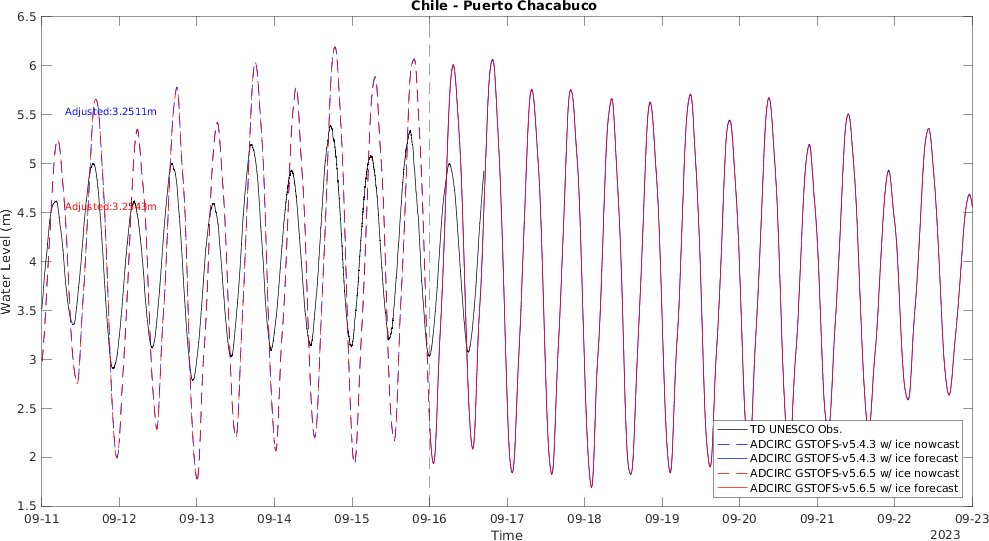 Chile - Puerto Chacabuco
Water Level (m)
6.5
6
5.5
5
4.5
4
3.5
3
2.5
2
1.5
Adjusted:3.2511m
Adjusted:3.2543m
TD UNESCO Obs.
ADCIRC GSTOFS-v5.4.3 w/ ice nowcast
ADCIRC GSTOFS-v5.4.3 w/ ice forecast
ADCIRC GSTOFS-v5.6.5 w/ ice nowcast
ADCIRC GSTOFS-v5.6.5 w/ ice forecast
09-11 09-12 09-13 09-14 09-15 09-16 09-17 09-18 09-19 09-20 09-21 09-22 09-23
Time
2023